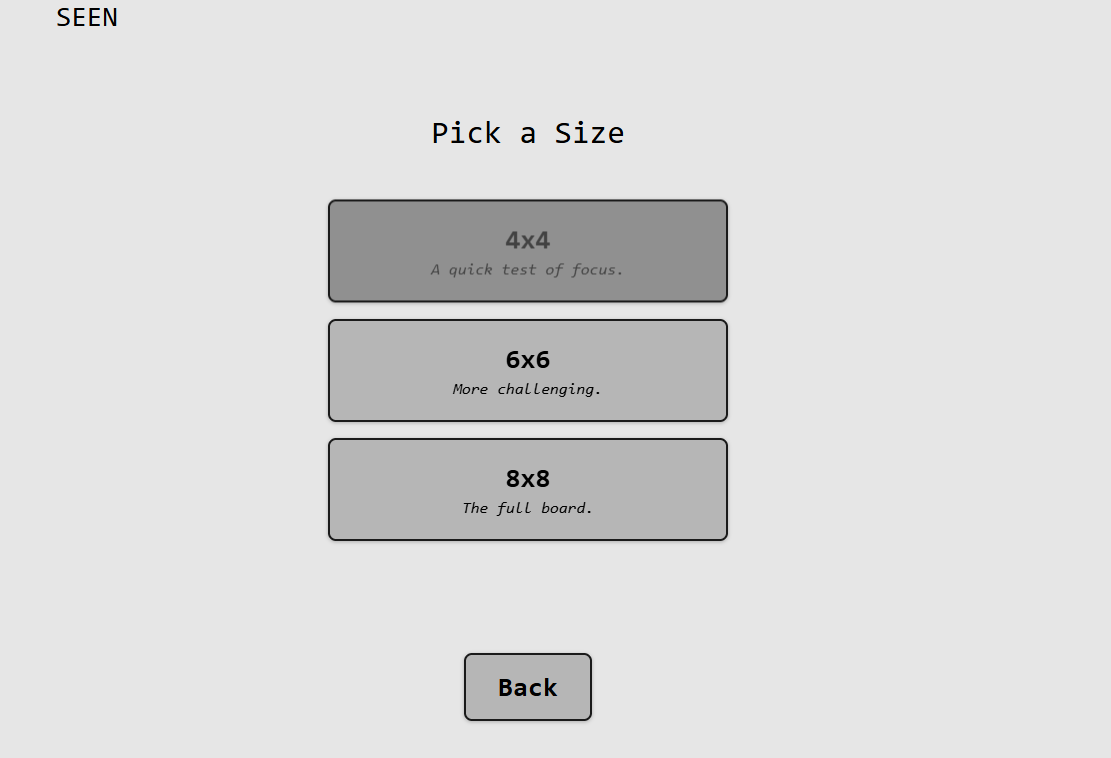 SEEN
Pick a Size
4x4
A quick test of focus.
6x6
More challenging.
8x8
The full board.
Back